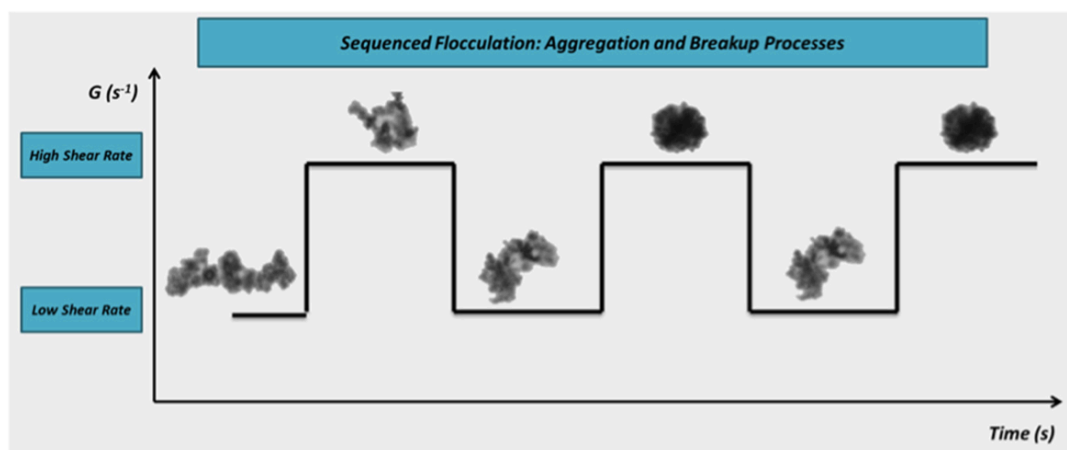 Sequenced Flocculation: Aggregation and Breakup Processes
G (s⁻¹)
High Shear Rate
Low Shear Rate
Time (s)